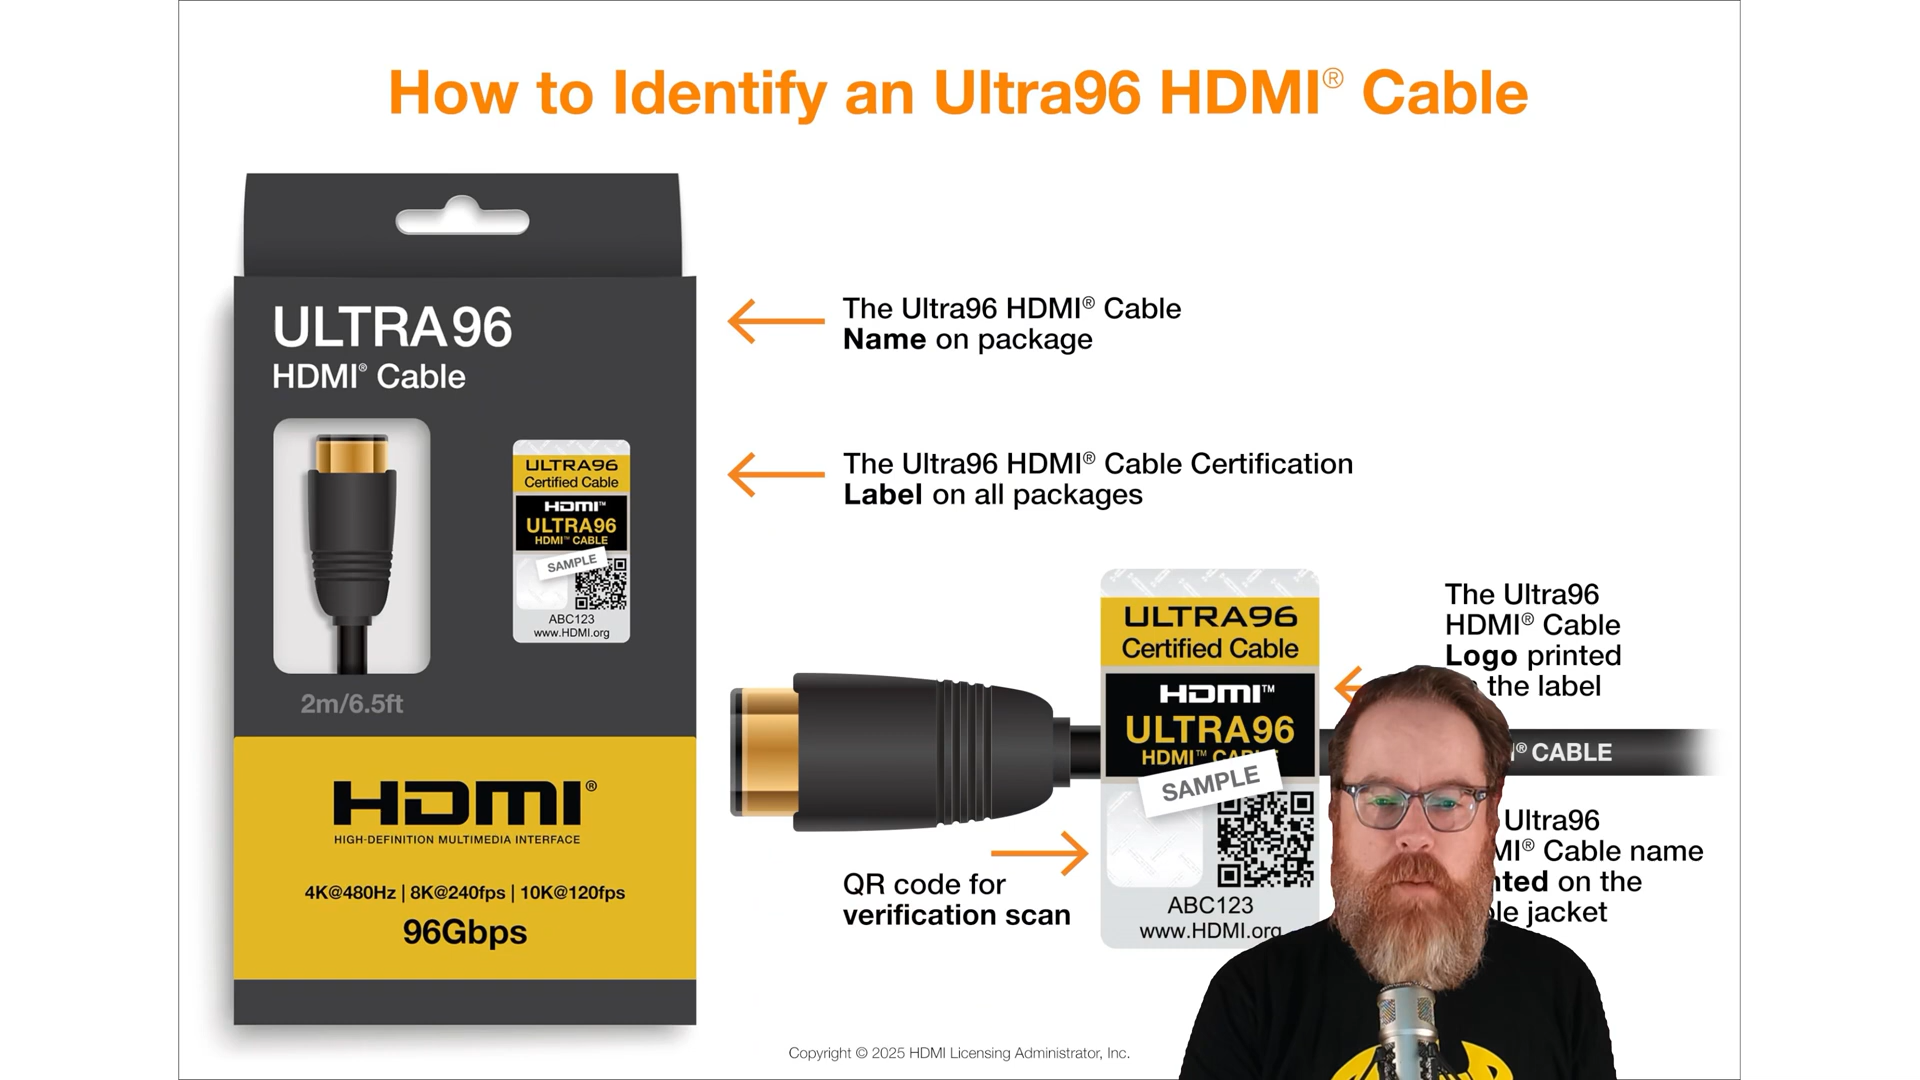 How to Identify an Ultra96 HDMI® Cable
ULTRA96
HDMI® Cable
ULTRA96
Certified Cable
HDMI™
ULTRA96
HDMI™ CABLE
SAMPLE
ABC123
www.HDMI.org
2m/6.5ft
HDMI®
HIGH-DEFINITION MULTIMEDIA INTERFACE
4K@480Hz | 8K@240fps | 10K@120fps
96Gbps
The Ultra96 HDMI® Cable
Name on package
The Ultra96 HDMI® Cable Certification
Label on all packages
ULTRA96
Certified Cable
HDMI™
ULTRA96
HDMI™ CABLE
SAMPLE
ABC123
www.HDMI.org
QR code for
verification scan
The Ultra96
HDMI® Cable
Logo printed
the label
® CABLE
Ultra96
® Cable name
on the
jacket
Copyright © 2025 HDMI Licensing Administrator, Inc.